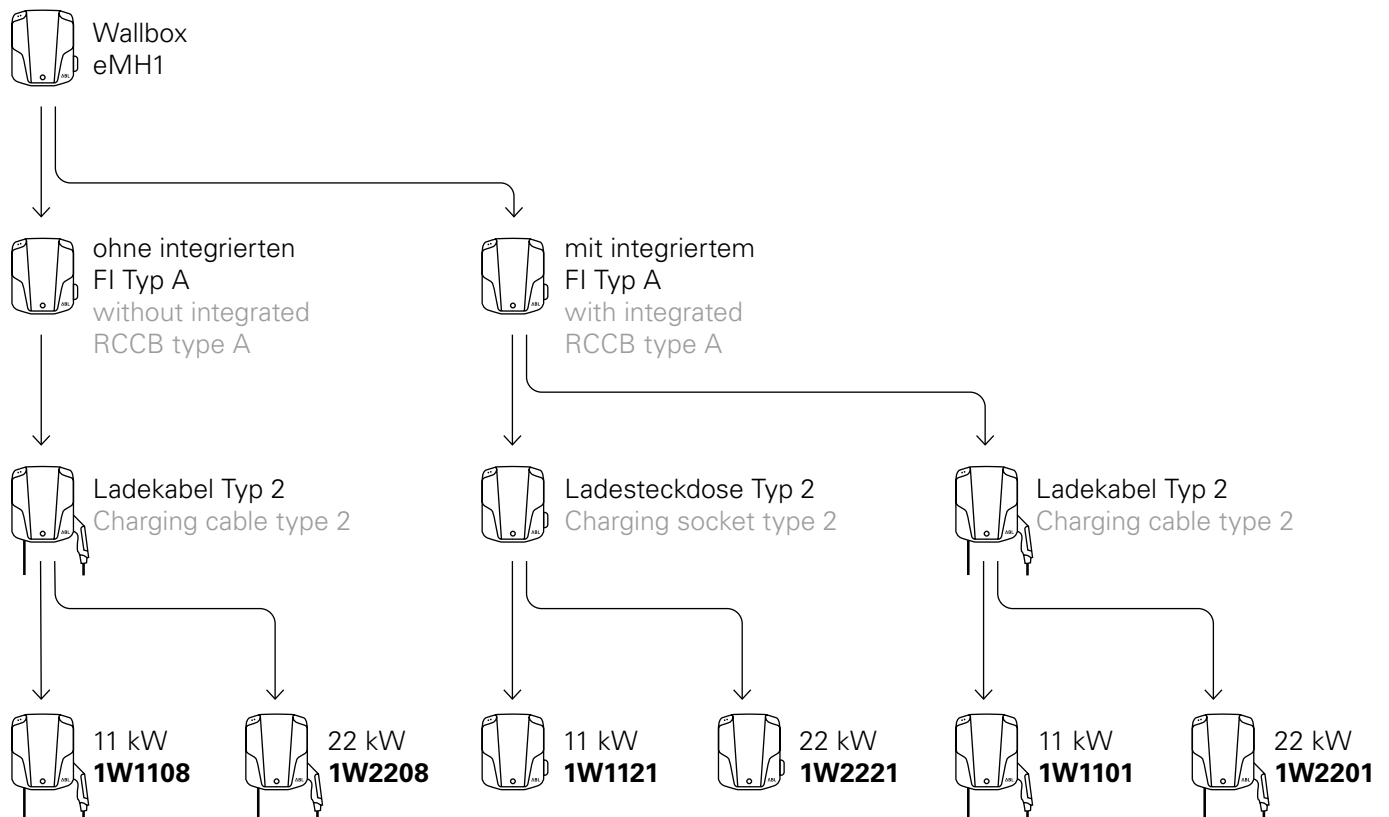 Wallbox
eMH1
ohne integrierten
FI Typ A
without integrated
RCCB type A
mit integriertem
FI Typ A
with integrated
RCCB type A
Ladekabel Typ 2
Charging cable type 2
Ladesteckdose Typ 2
Charging socket type 2
Ladekabel Typ 2
Charging cable type 2
11 kW
1W1108
22 kW
1W2208
11 kW
1W1121
22 kW
1W2221
11 kW
1W1101
22 kW
1W2201